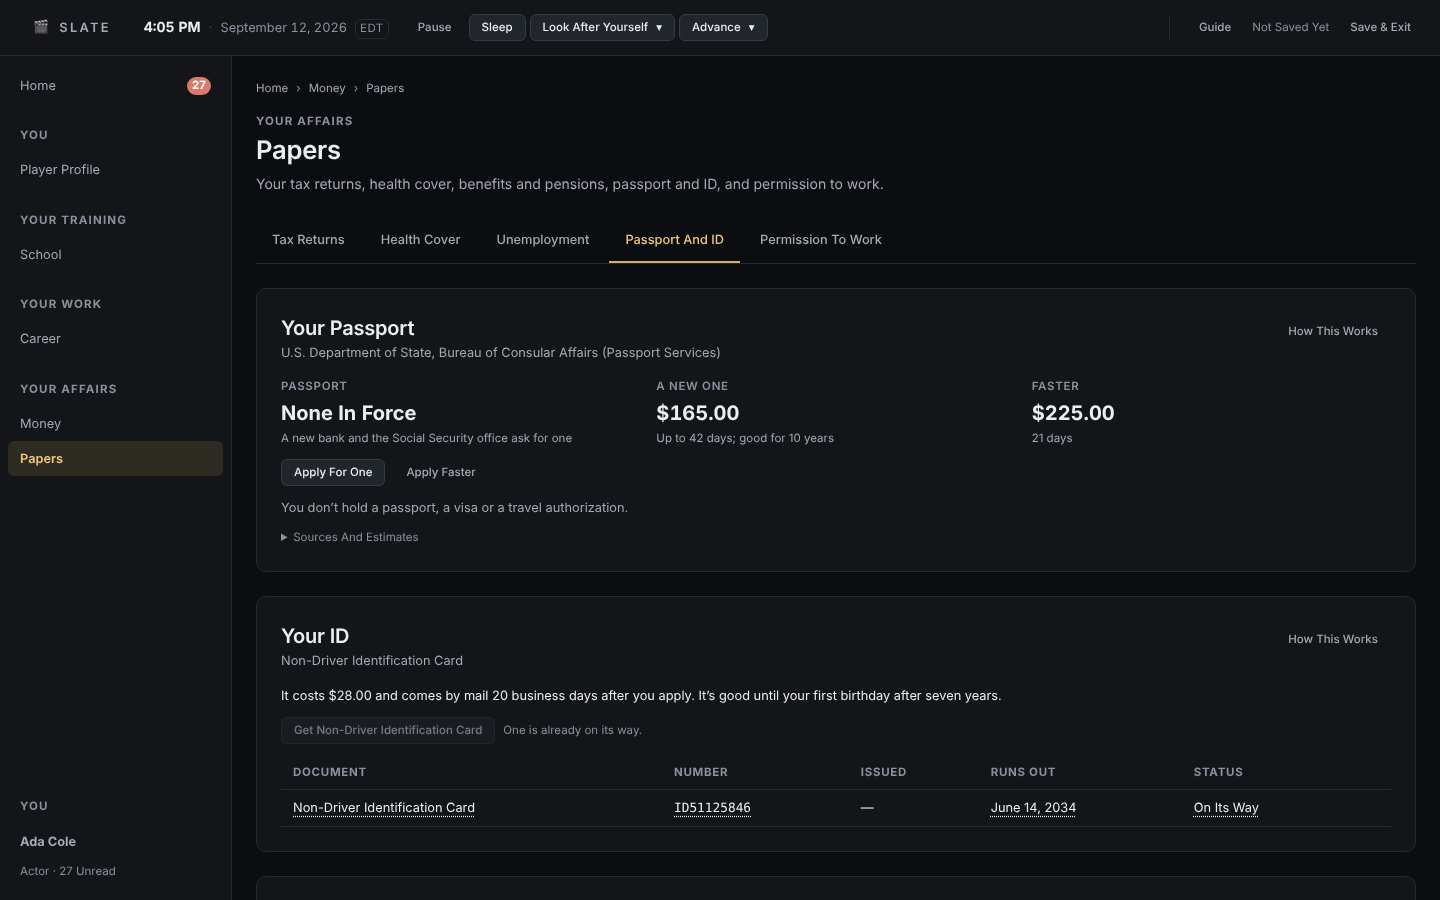 SLATE
4:05 PM · September 12, 2026 EDT
Pause
Sleep
Look After Yourself ▾
Advance ▾
Guide
Not Saved Yet
Save & Exit
Home
27
YOU
Player Profile
YOUR TRAINING
School
YOUR WORK
Career
YOUR AFFAIRS
Money
Papers
YOU
Ada Cole
Actor · 27 Unread
Home › Money › Papers
YOUR AFFAIRS
Papers
Your tax returns, health cover, benefits and pensions, passport and ID, and permission to work.
Tax Returns
Health Cover
Unemployment
Passport And ID
Permission To Work
Your Passport
How This Works
U.S. Department of State, Bureau of Consular Affairs (Passport Services)
PASSPORT
None In Force
A new bank and the Social Security office ask for one
A NEW ONE
$165.00
Up to 42 days; good for 10 years
FASTER
$225.00
21 days
Apply For One
Apply Faster
You don’t hold a passport, a visa or a travel authorization.
▶ Sources And Estimates
Your ID
How This Works
Non-Driver Identification Card
It costs $28.00 and comes by mail 20 business days after you apply. It’s good until your first birthday after seven years.
Get Non-Driver Identification Card
One is already on its way.
DOCUMENT NUMBER ISSUED RUNS OUT STATUS
Non-Driver Identification Card ID51125846 — June 14, 2034 On Its Way